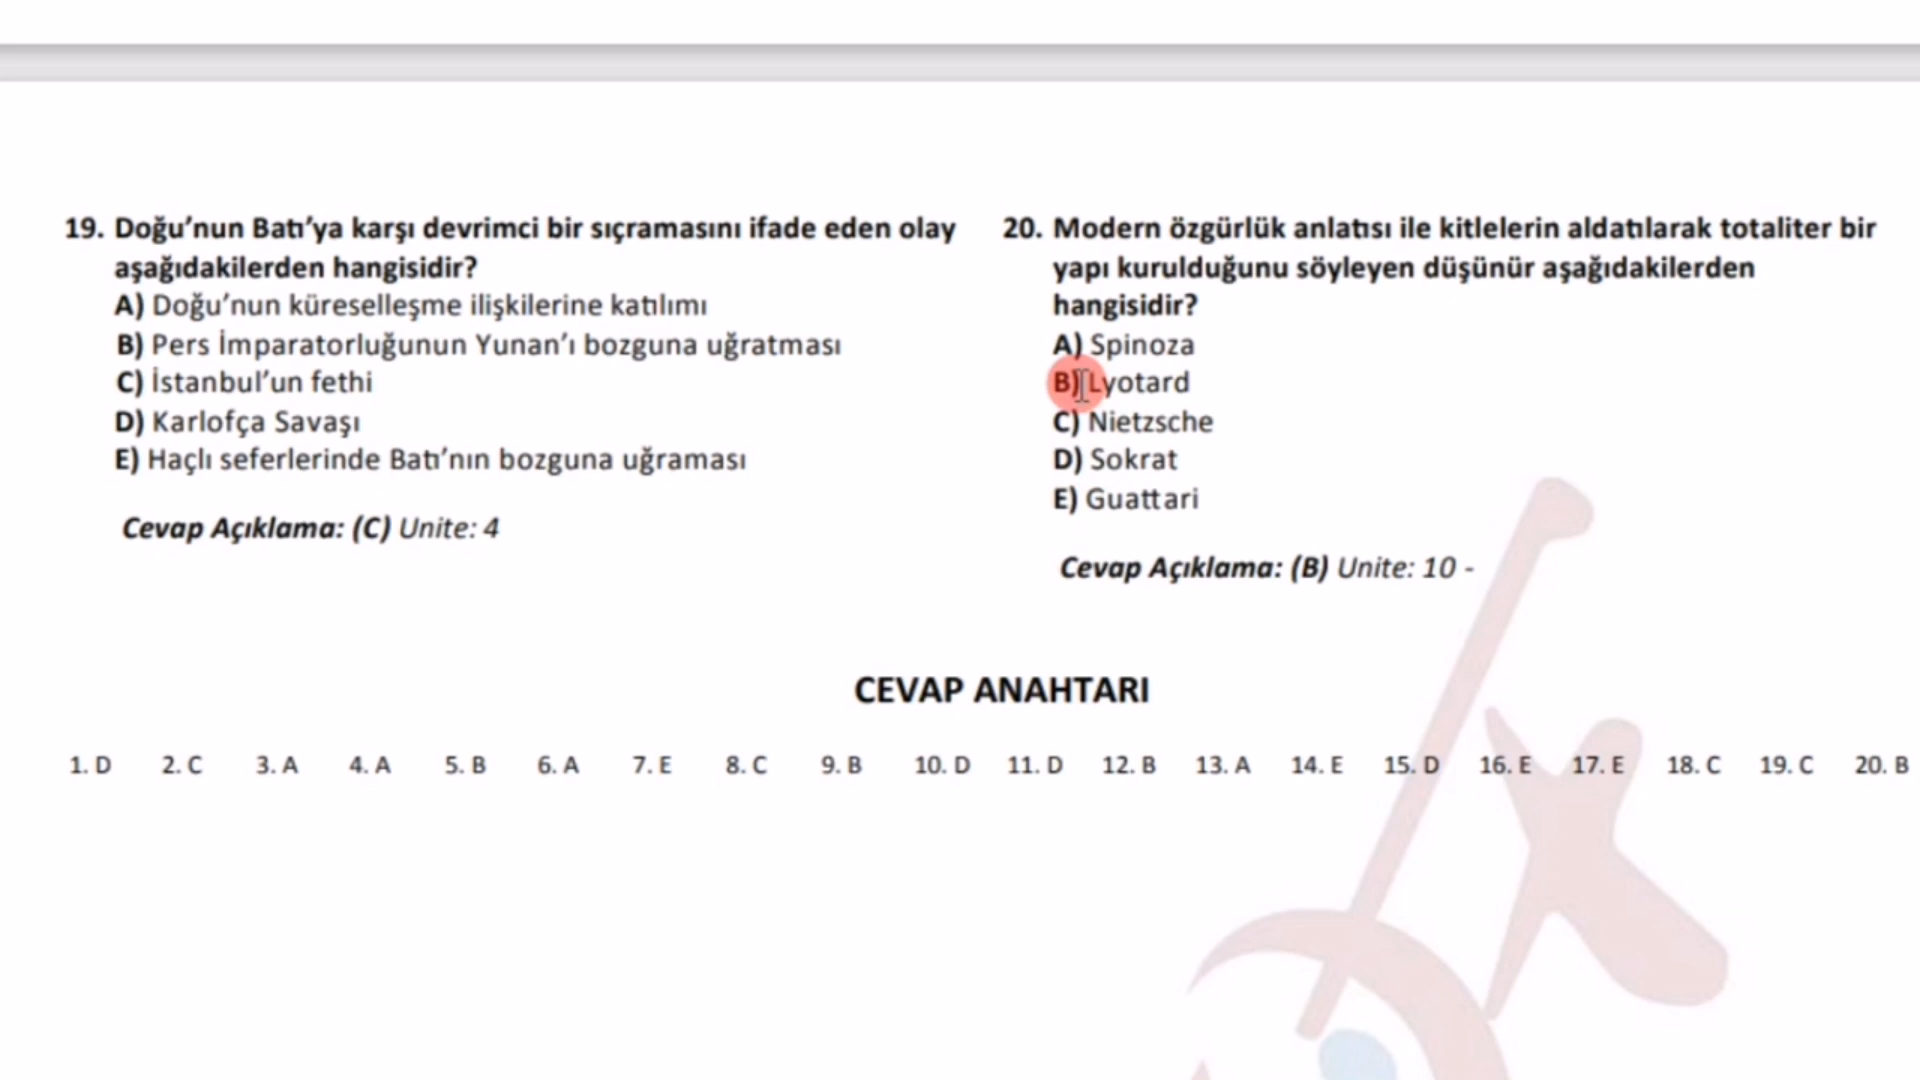 19. Doğu'nun Batı'ya karşı devrimci bir sıçramasını ifade eden olay
aşağıdakilerden hangisidir?
A) Doğu'nun küreselleşme ilişkilerine katılımı
B) Pers İmparatorluğunun Yunan'ı bozguna uğratması
C) İstanbul'un fethi
D) Karlofça Savaşı
E) Haçlı seferlerinde Batı'nın bozguna uğraması
Cevap Açıklama: (C) Unite: 4
20. Modern özgürlük anlatısı ile kitlelerin aldatılarak totaliter bir
yapı kurulduğunu söyleyen düşünür aşağıdakilerden
hangisidir?
A) Spinoza
B) Lyotard
C) Nietzsche
D) Sokrat
E) Guattari
Cevap Açıklama: (B) Unite: 10 -
CEVAP ANAHTARI
1. D 2. C 3. A 4. A 5. B 6. A 7. E 8. C 9. B 10. D 11. D 12. B 13. A 14. E 15. D 16. E 17. E 18. C 19. C 20. B